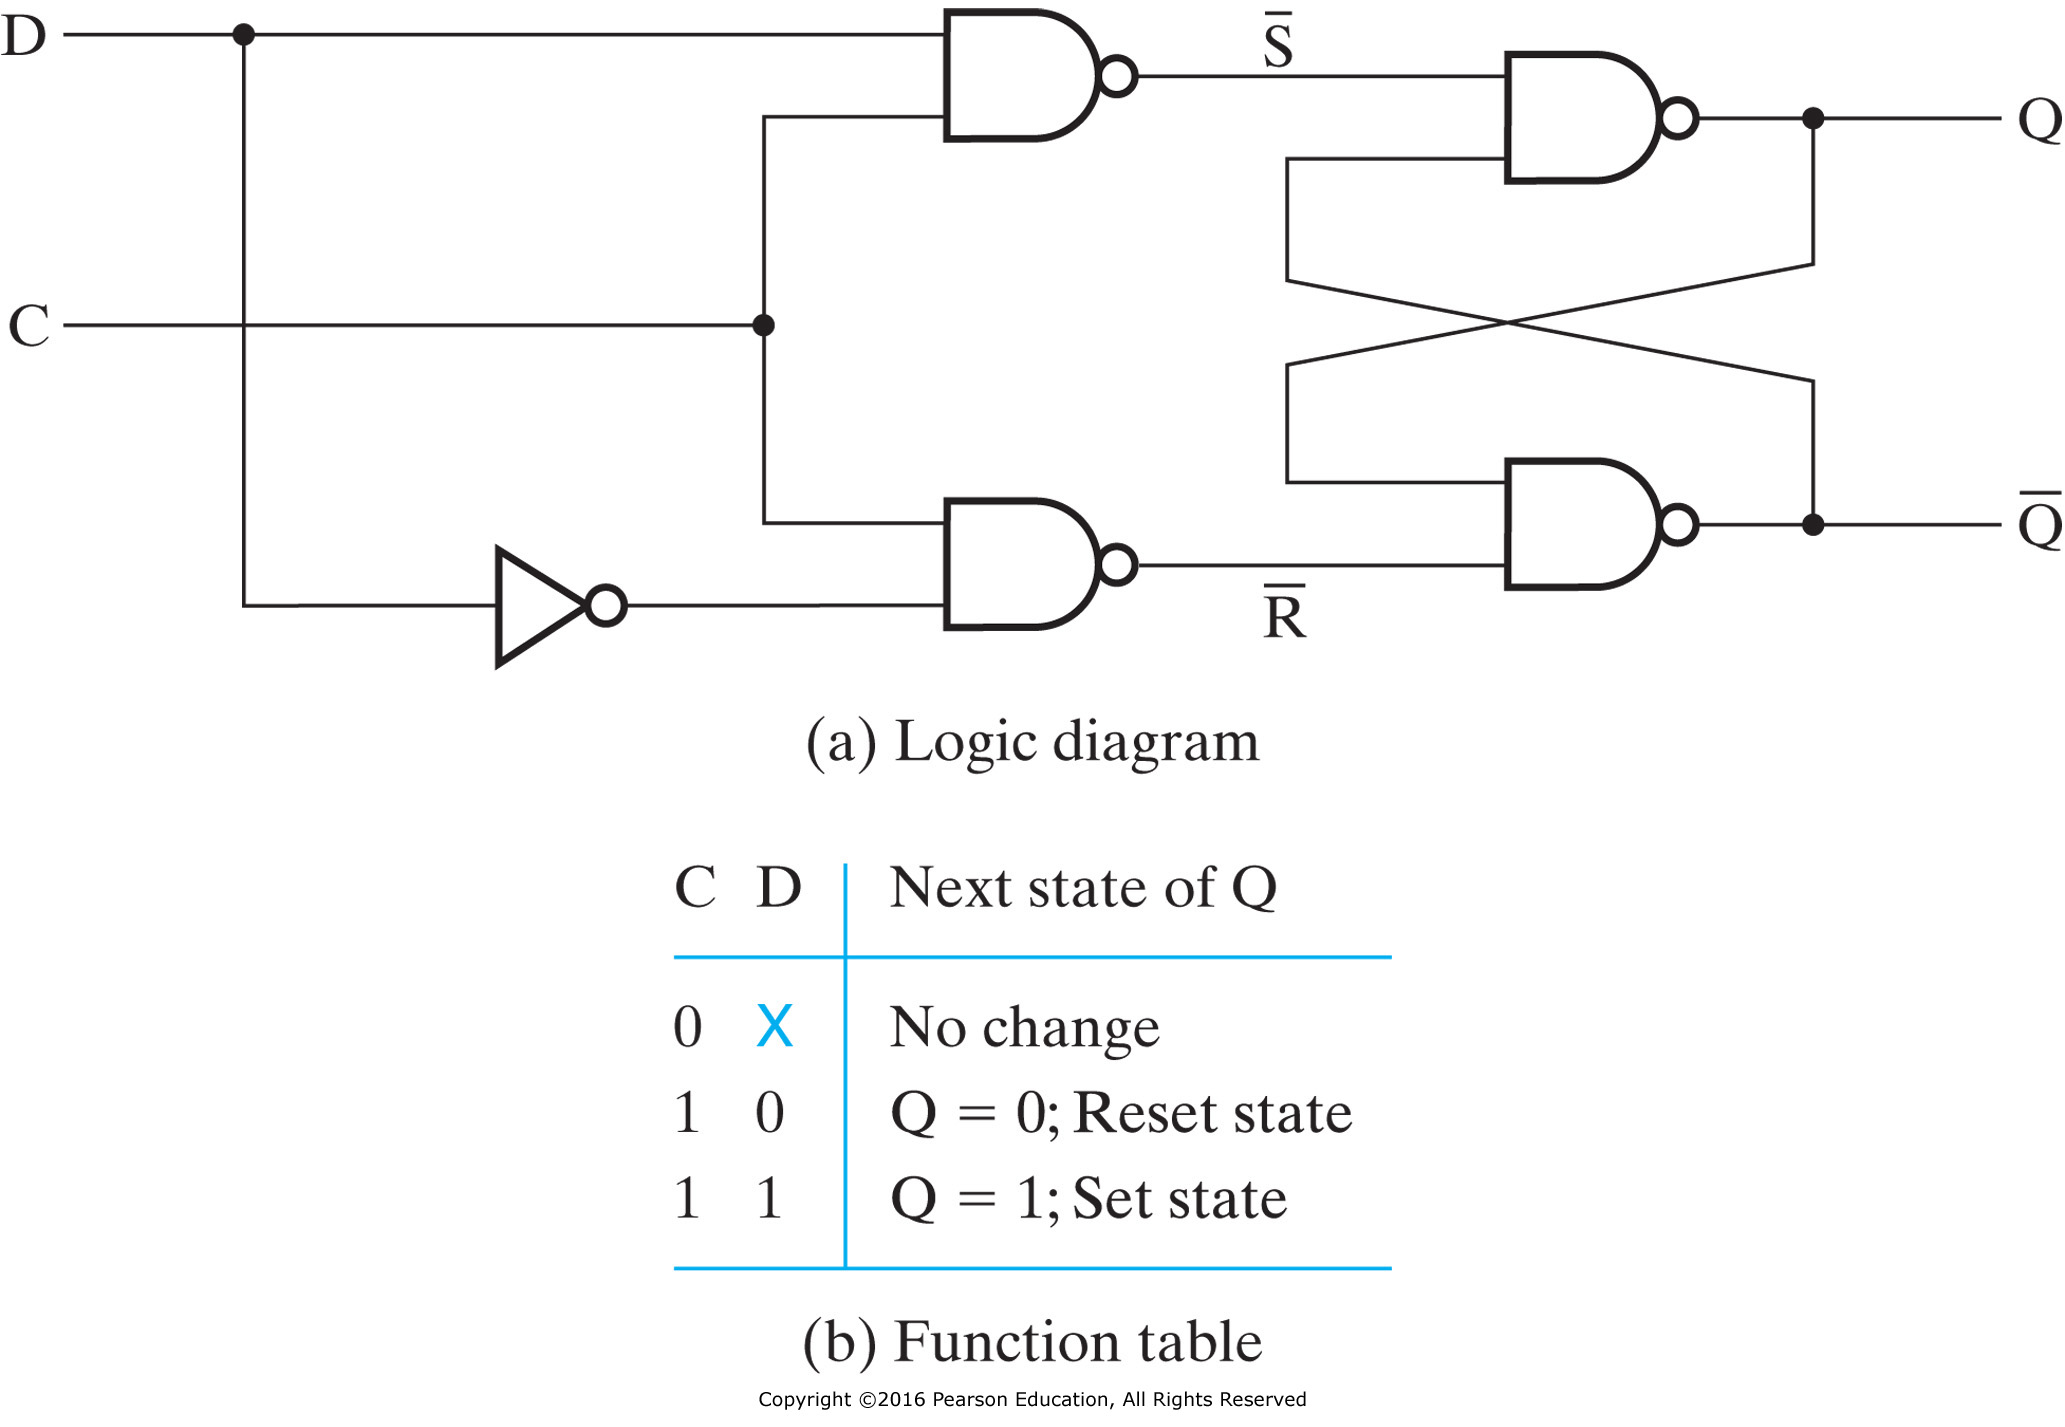 D
S̅
Q
C
Q̅
R̅
(a) Logic diagram
C D Next state of Q
0 X No change
1 0 Q = 0; Reset state
1 1 Q = 1; Set state
(b) Function table
Copyright ©2016 Pearson Education, All Rights Reserved